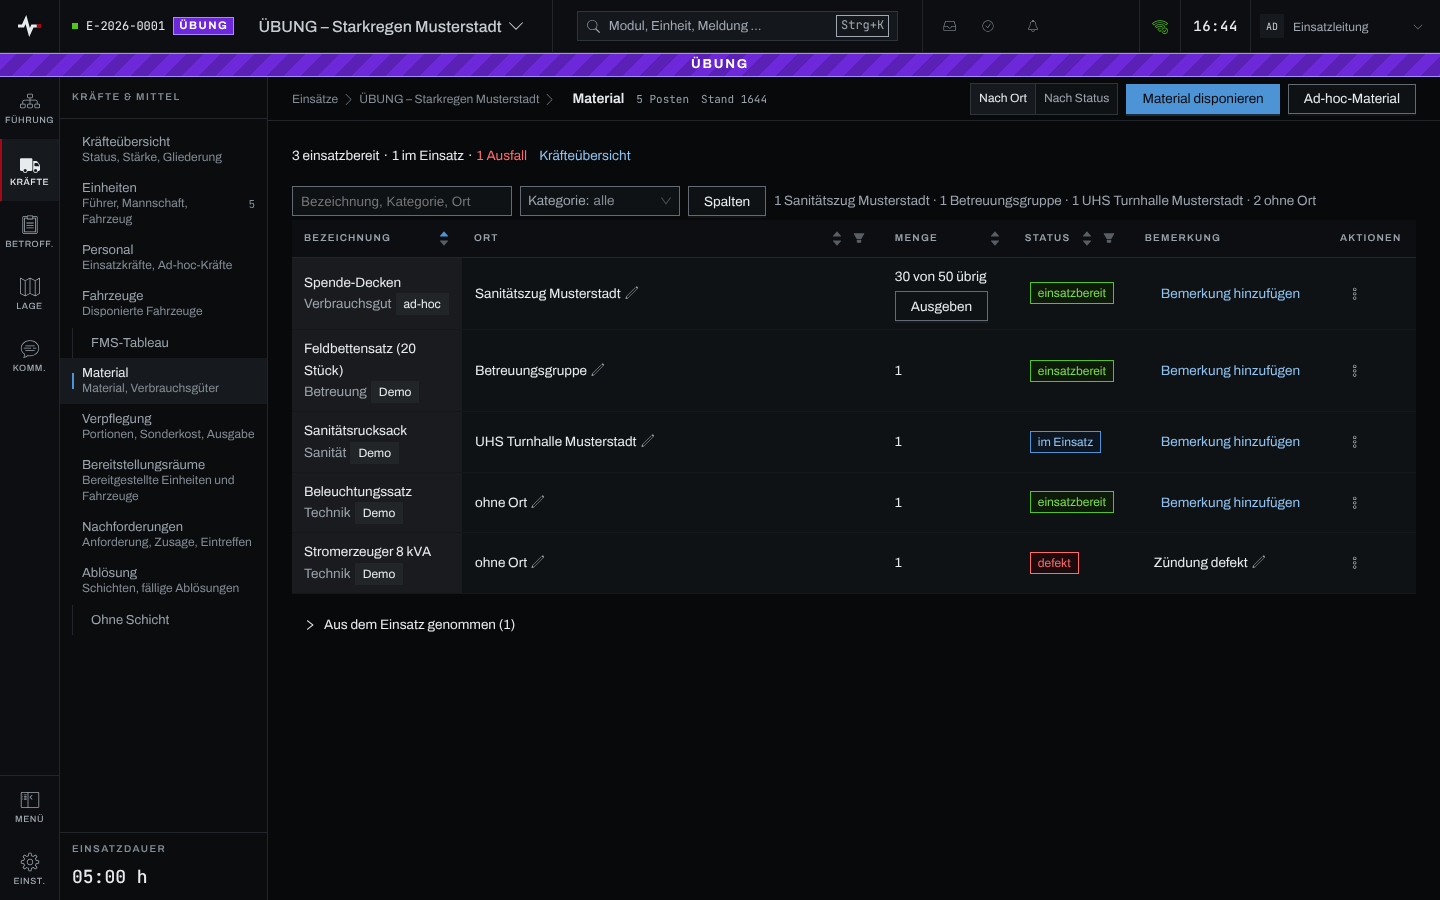 E-2026-0001 ÜBUNG ÜBUNG – Starkregen Musterstadt Modul, Einheit, Meldung ... Strg+K 16:44 AD Einsatzleitung
ÜBUNG
FÜHRUNG
KRÄFTE
BETROFF.
LAGE
KOMM.
MENÜ
EINST.
KRÄFTE & MITTEL
Kräfteübersicht
Status, Stärke, Gliederung
Einheiten
Führer, Mannschaft,
Fahrzeug
5
Personal
Einsatzkräfte, Ad-hoc-Kräfte
Fahrzeuge
Disponierte Fahrzeuge
FMS-Tableau
Material
Material, Verbrauchsgüter
Verpflegung
Portionen, Sonderkost, Ausgabe
Bereitstellungsräume
Bereitgestellte Einheiten und
Fahrzeuge
Nachforderungen
Anforderung, Zusage, Eintreffen
Ablösung
Schichten, fällige Ablösungen
Ohne Schicht
EINSATZDAUER
05:00 h
Einsätze ÜBUNG – Starkregen Musterstadt Material 5 Posten Stand 1644 Nach Ort Nach Status Material disponieren Ad-hoc-Material
3 einsatzbereit · 1 im Einsatz · 1 Ausfall Kräfteübersicht
Bezeichnung, Kategorie, Ort Kategorie: alle Spalten 1 Sanitätszug Musterstadt · 1 Betreuungsgruppe · 1 UHS Turnhalle Musterstadt · 2 ohne Ort
BEZEICHNUNG ORT MENGE STATUS BEMERKUNG AKTIONEN
Spende-Decken
Verbrauchsgut ad-hoc
Sanitätszug Musterstadt
30 von 50 übrig
Ausgeben
einsatzbereit
Bemerkung hinzufügen
Feldbettensatz (20
Stück)
Betreuung Demo
Betreuungsgruppe
1
einsatzbereit
Bemerkung hinzufügen
Sanitätsrucksack
Sanität Demo
UHS Turnhalle Musterstadt
1
im Einsatz
Bemerkung hinzufügen
Beleuchtungssatz
Technik Demo
ohne Ort
1
einsatzbereit
Bemerkung hinzufügen
Stromerzeuger 8 kVA
Technik Demo
ohne Ort
1
defekt
Zündung defekt
Aus dem Einsatz genommen (1)